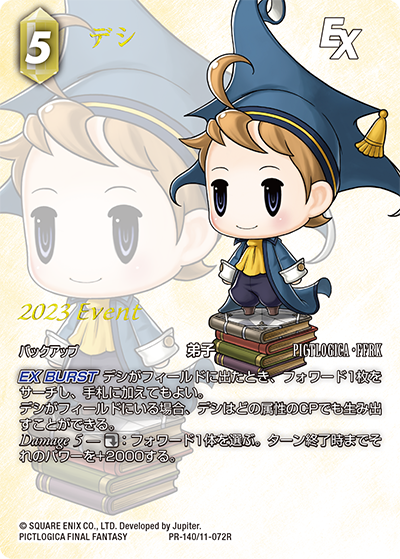 5 デシ EX
2023 Event
バックアップ 弟子 PICTLOGICA・FFRK
EX BURST デシがフィールドに出たとき、フォワード1枚を
サーチし、手札に加えてもよい。
デシがフィールドにいる場合、デシはどの属性のCPでも生み出
すことができる。
Damage 5 — : フォワード1体を選ぶ。ターン終了時までそ
れのパワーを+2000する。
© SQUARE ENIX CO., LTD. Developed by Jupiter.
PICTLOGICA FINAL FANTASY PR-140/11-072R